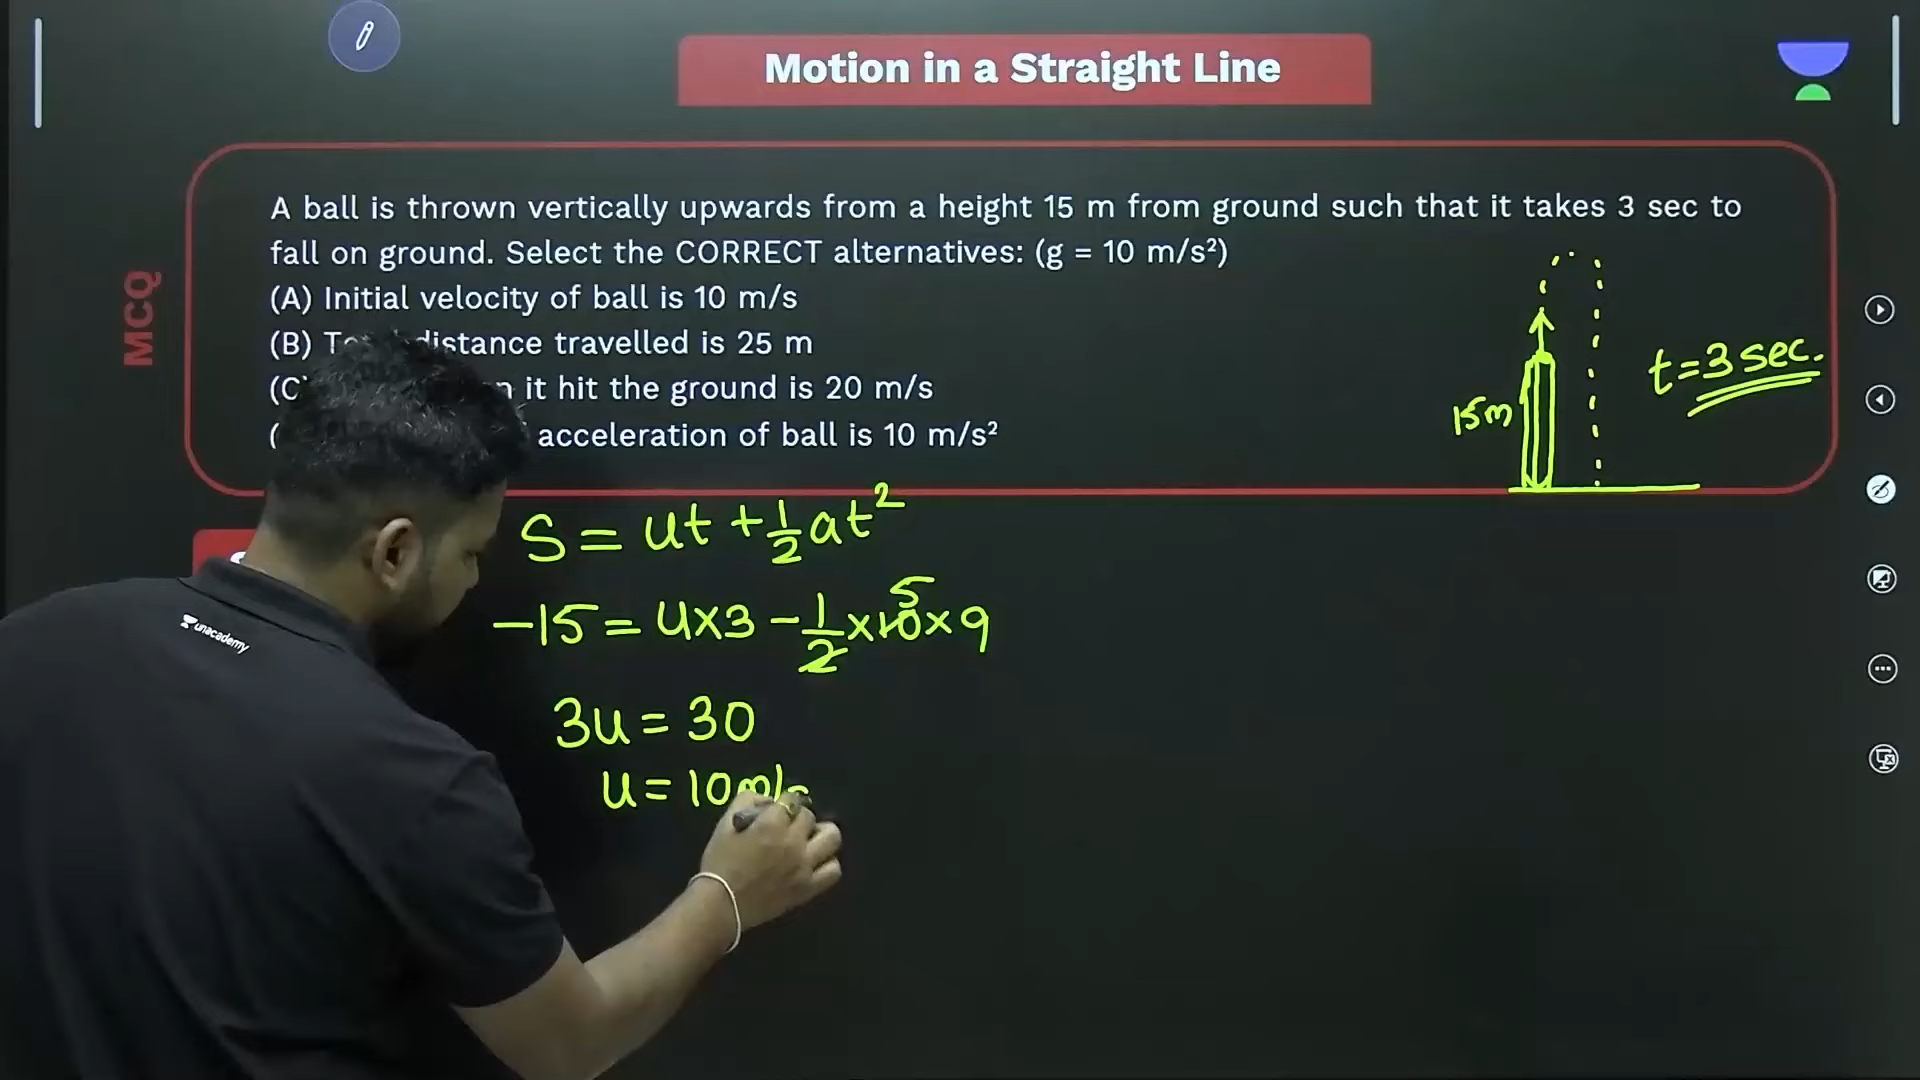 Motion in a Straight Line
MCQ
A ball is thrown vertically upwards from a height 15 m from ground such that it takes 3 sec to
fall on ground. Select the CORRECT alternatives: (g = 10 m/s²)
(A) Initial velocity of ball is 10 m/s
(B) distance travelled is 25 m
(C it hit the ground is 20 m/s
( acceleration of ball is 10 m/s²
15m
t=3 sec.
S = ut + 1/2 at²
-15 = u×3 - 1/2 × 10 5 × 9
3u = 30
u = 10 m/
unacademy